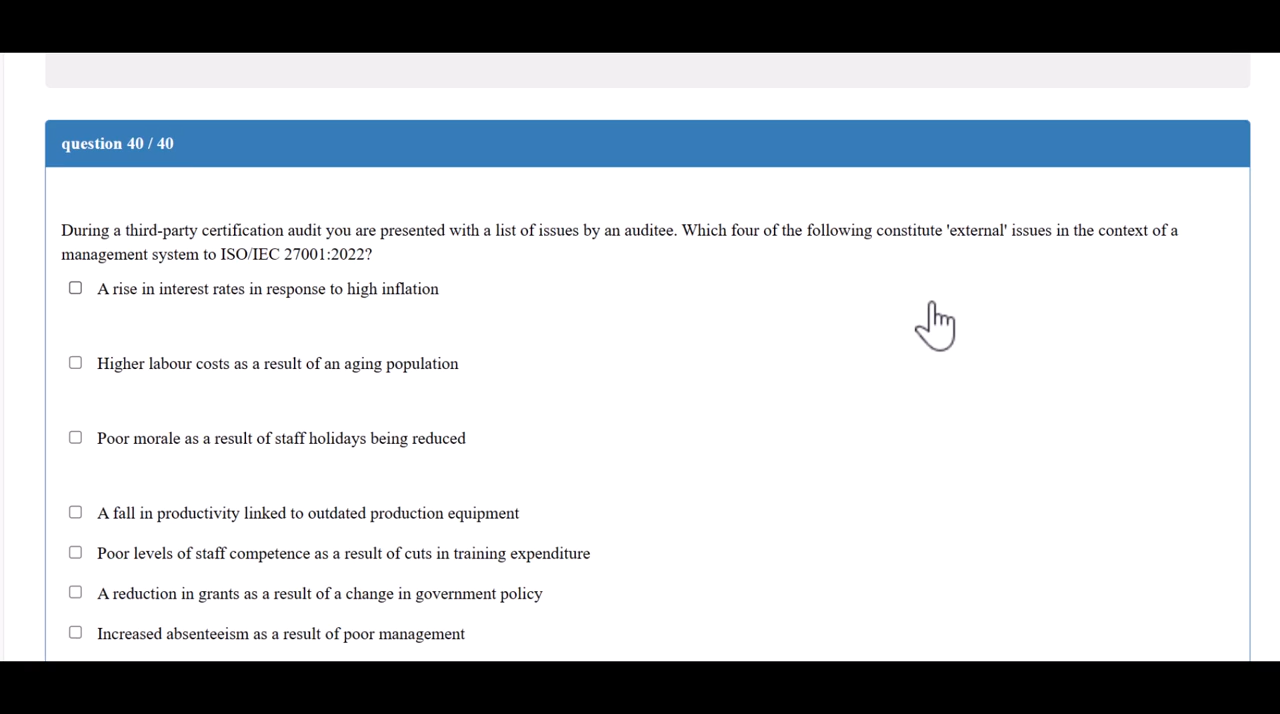 question 40 / 40
During a third-party certification audit you are presented with a list of issues by an auditee. Which four of the following constitute 'external' issues in the context of a
management system to ISO/IEC 27001:2022?
A rise in interest rates in response to high inflation
Higher labour costs as a result of an aging population
Poor morale as a result of staff holidays being reduced
A fall in productivity linked to outdated production equipment
Poor levels of staff competence as a result of cuts in training expenditure
A reduction in grants as a result of a change in government policy
Increased absenteeism as a result of poor management